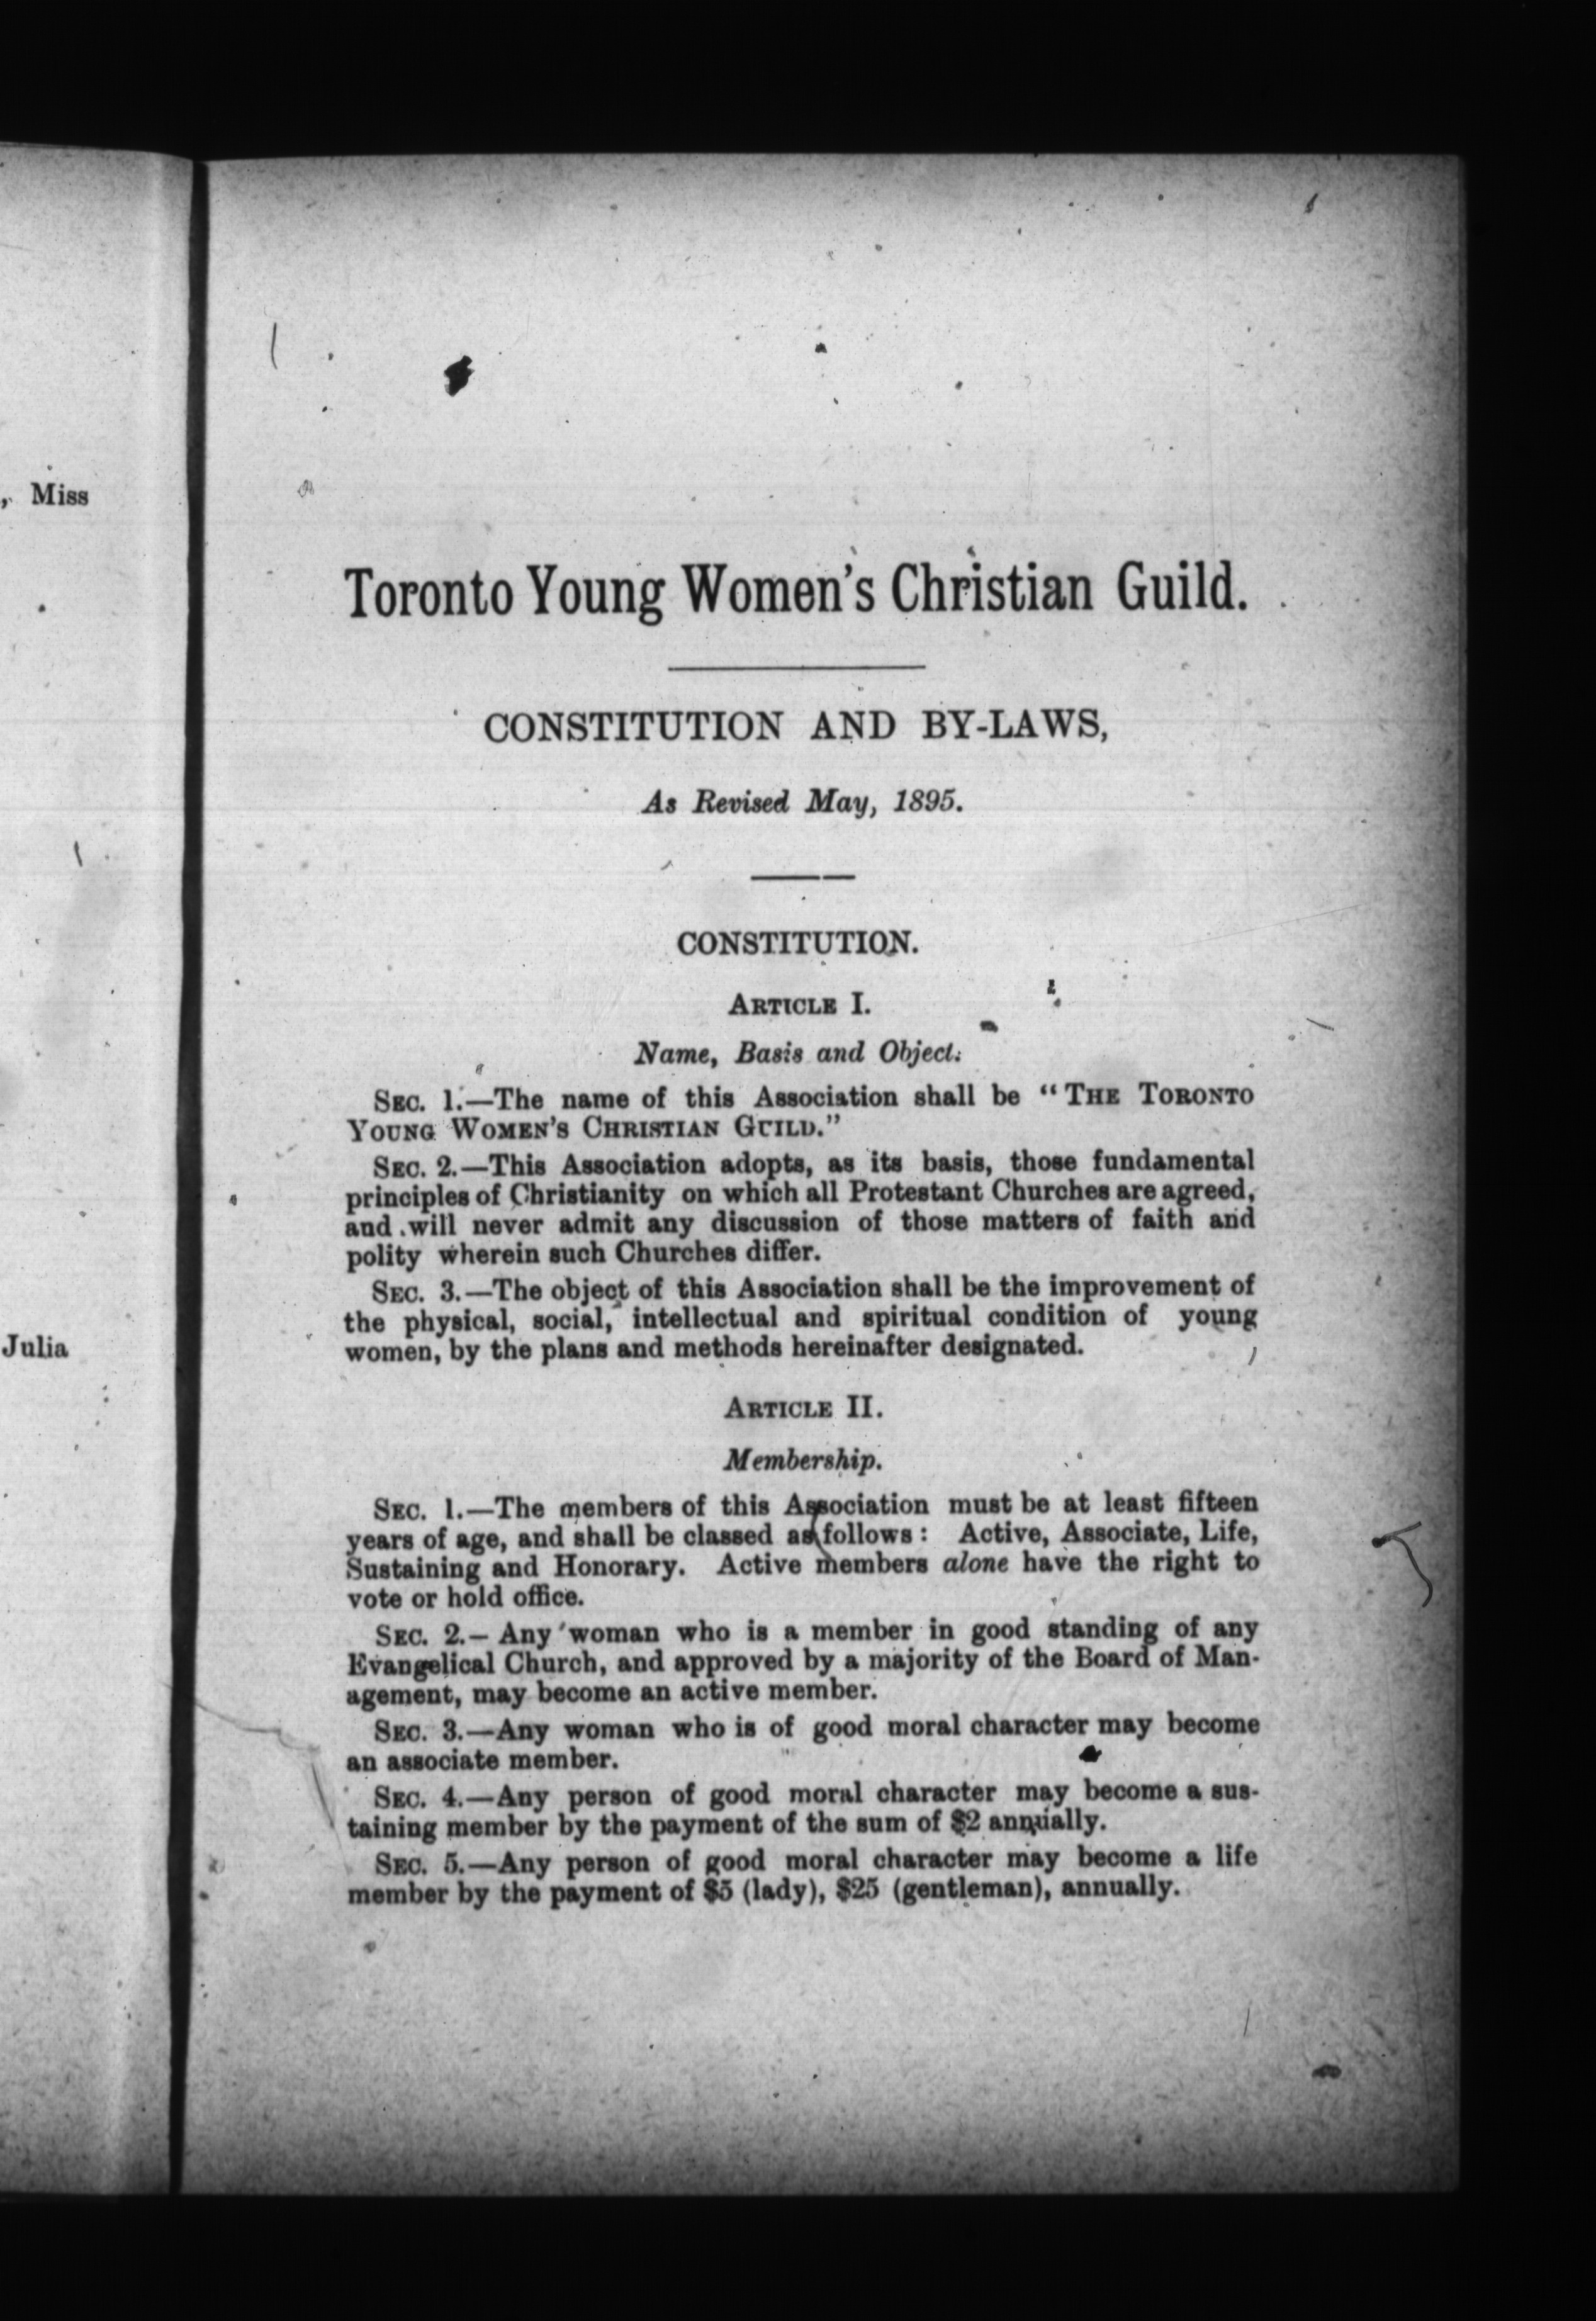 , Miss
Julia
Toronto Young Women's Christian Guild.
CONSTITUTION AND BY-LAWS,
As Revised May, 1895.
CONSTITUTION.
ARTICLE I.
Name, Basis and Object.
SEC. 1.—The name of this Association shall be "THE TORONTO
YOUNG WOMEN'S CHRISTIAN GUILD."
SEC. 2.—This Association adopts, as its basis, those fundamental
principles of Christianity on which all Protestant Churches are agreed,
and will never admit any discussion of those matters of faith and
polity wherein such Churches differ.
SEC. 3.—The object of this Association shall be the improvement of
the physical, social, intellectual and spiritual condition of young
women, by the plans and methods hereinafter designated.
ARTICLE II.
Membership.
SEC. 1.—The members of this Association must be at least fifteen
years of age, and shall be classed as follows: Active, Associate, Life,
Sustaining and Honorary. Active members alone have the right to
vote or hold office.
SEC. 2.—Any woman who is a member in good standing of any
Evangelical Church, and approved by a majority of the Board of Man-
agement, may become an active member.
SEC. 3.—Any woman who is of good moral character may become
an associate member.
SEC. 4.—Any person of good moral character may become a sus-
taining member by the payment of the sum of $2 annually.
SEC. 5.—Any person of good moral character may become a life
member by the payment of $5 (lady), $25 (gentleman), annually.